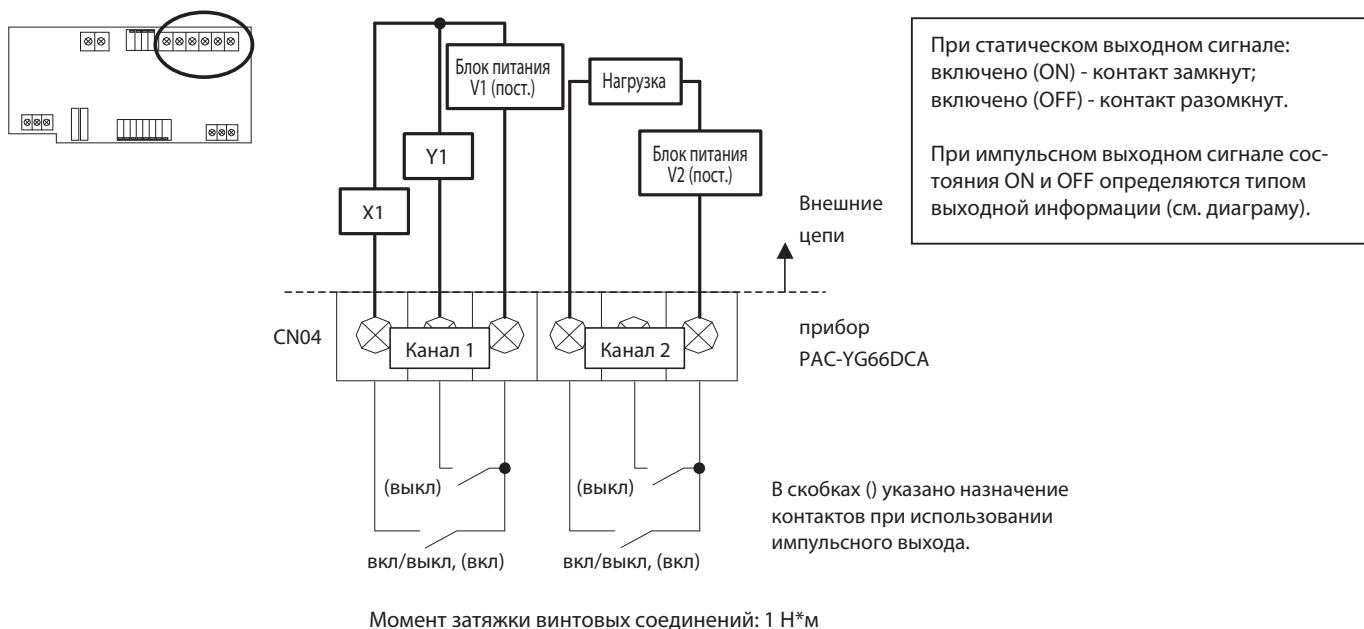 Блок питания
V1 (пост.)
Нагрузка
Y1
Блок питания
V2 (пост.)
X1
Внешние
цепи
При статическом выходном сигнале:
включено (ON) - контакт замкнут;
включено (OFF) - контакт разомкнут.
При импульсном выходном сигнале сос-
тояния ON и OFF определяются типом
выходной информации (см. диаграму).
CN04
Канал 1
Канал 2
прибор
PAC-YG66DCA
(выкл)
(выкл)
вкл/выкл, (вкл)
вкл/выкл, (вкл)
В скобках () указано назначение
контактов при использовании
импульсного выхода.
Момент затяжки винтовых соединений: 1 Н*м